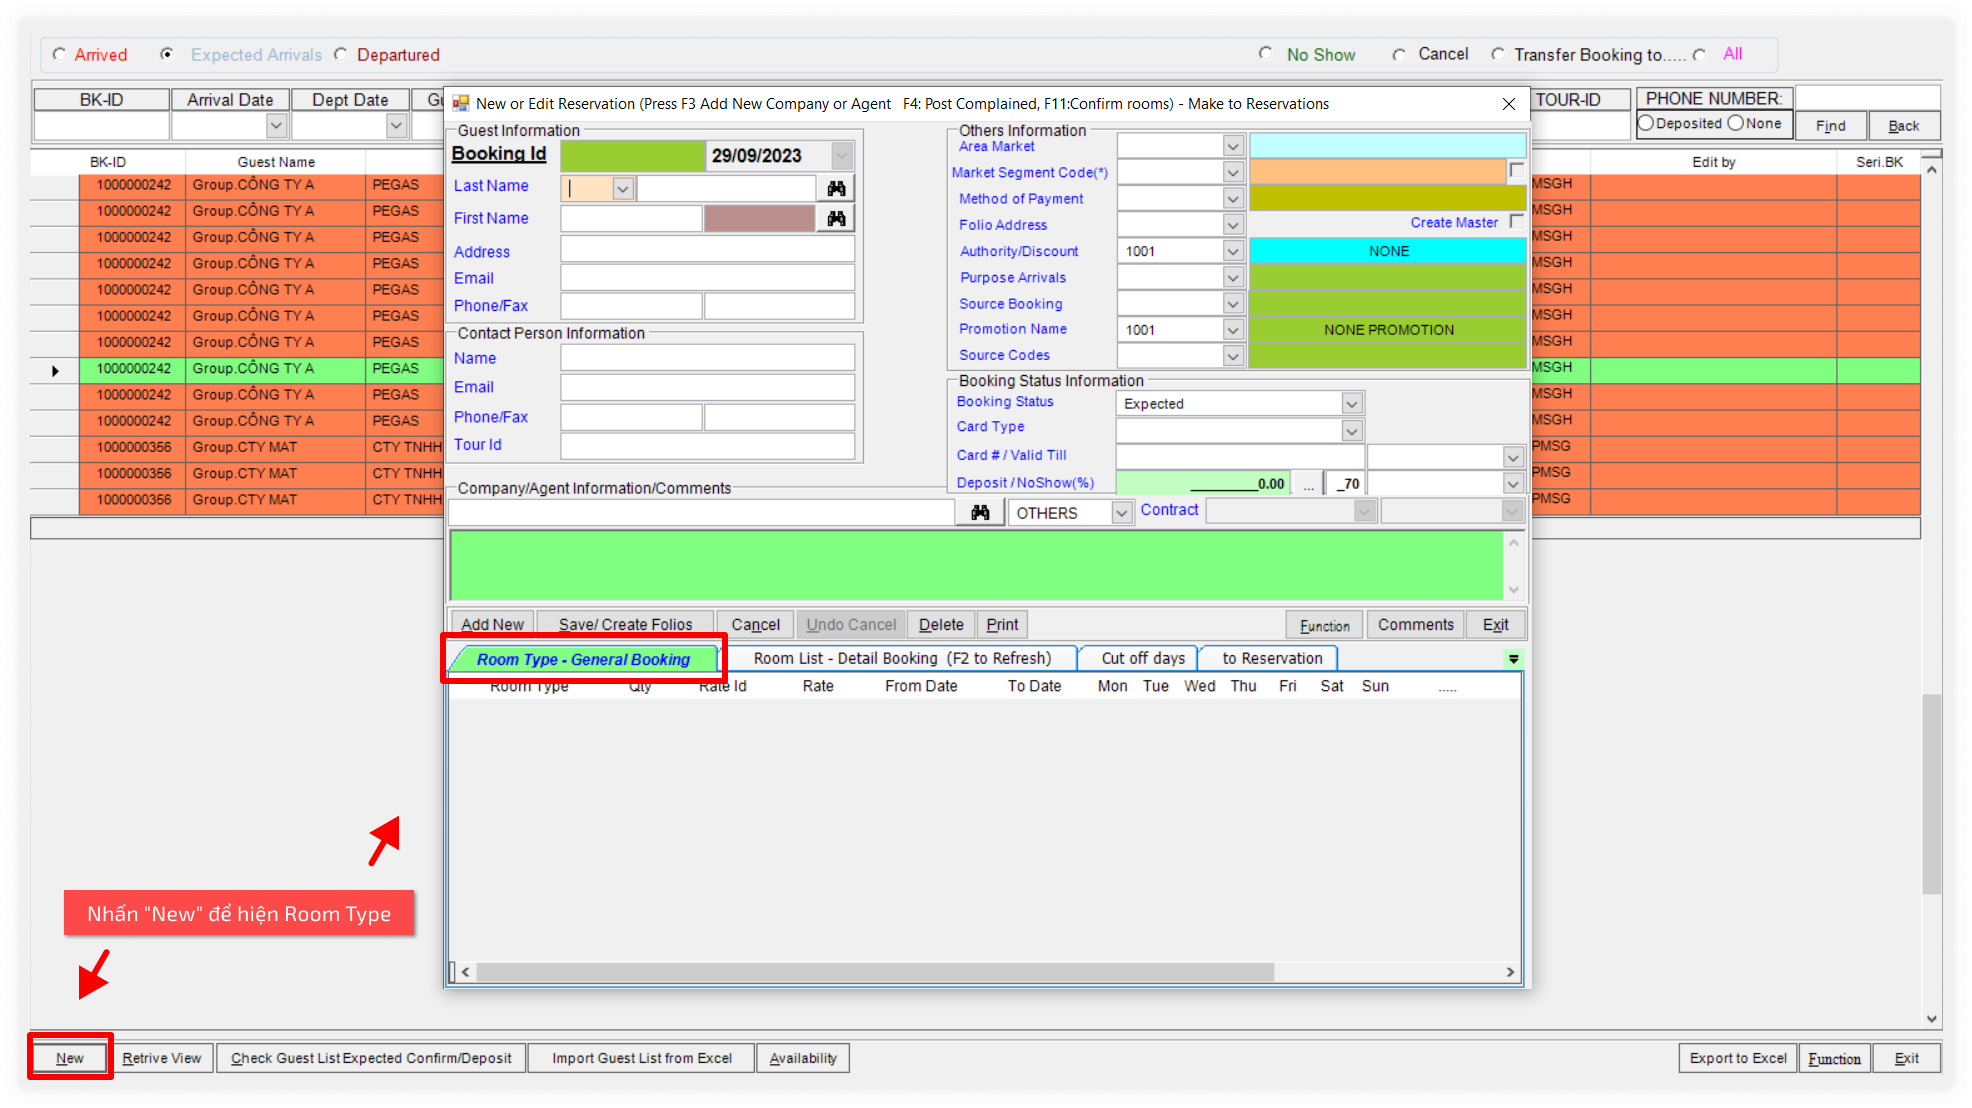 Arrived Expected Arrivals Departured No Show Cancel Transfer Booking to..... All
BK-ID Arrival Date Dept Date TOUR-ID PHONE NUMBER:
Deposited None Find Back
BK-ID Guest Name Edit by Seri.BK
1000000242 Group.CÔNG TY A PEGAS MSGH
1000000242 Group.CÔNG TY A PEGAS MSGH
1000000242 Group.CÔNG TY A PEGAS MSGH
1000000242 Group.CÔNG TY A PEGAS MSGH
1000000242 Group.CÔNG TY A PEGAS MSGH
1000000242 Group.CÔNG TY A PEGAS MSGH
1000000242 Group.CÔNG TY A PEGAS MSGH
1000000242 Group.CÔNG TY A PEGAS MSGH
1000000242 Group.CÔNG TY A PEGAS MSGH
1000000242 Group.CÔNG TY A PEGAS MSGH
1000000356 Group.CTY MAT CTY TNHH PMSG
1000000356 Group.CTY MAT CTY TNHH PMSG
1000000356 Group.CTY MAT CTY TNHH PMSG
New or Edit Reservation (Press F3 Add New Company or Agent F4: Post Complained, F11:Confirm rooms) - Make to Reservations
Guest Information
Booking Id 29/09/2023
Last Name
First Name
Address
Email
Phone/Fax
Contact Person Information
Name
Email
Phone/Fax
Tour Id
Others Information
Area Market
Market Segment Code(*)
Method of Payment
Folio Address Create Master
Authority/Discount 1001 NONE
Purpose Arrivals
Source Booking
Promotion Name 1001 NONE PROMOTION
Source Codes
Booking Status Information
Booking Status Expected
Card Type
Card # / Valid Till
Deposit /NoShow(%) ________0.00 ... _70
Company/Agent Information/Comments
OTHERS Contract
Add New Save/ Create Folios Cancel Undo Cancel Delete Print Function Comments Exit
Room Type - General Booking Room List - Detail Booking (F2 to Refresh) Cut off days to Reservation
Room Type Qty Rate Id Rate From Date To Date Mon Tue Wed Thu Fri Sat Sun .....
Nhấn "New" để hiện Room Type
New Retrive View Check Guest List Expected Confirm/Deposit Import Guest List from Excel Availability Export to Excel Function Exit